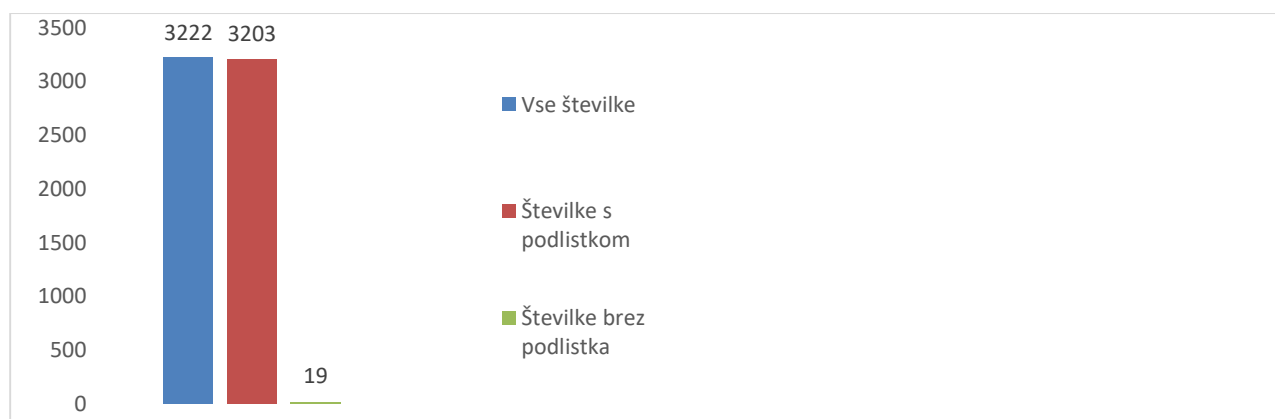 3500
3000
2500
2000
1500
1000
500
0
3222
3203
19
Vse številke
Številke s
podlistkom
Številke brez
podlistka